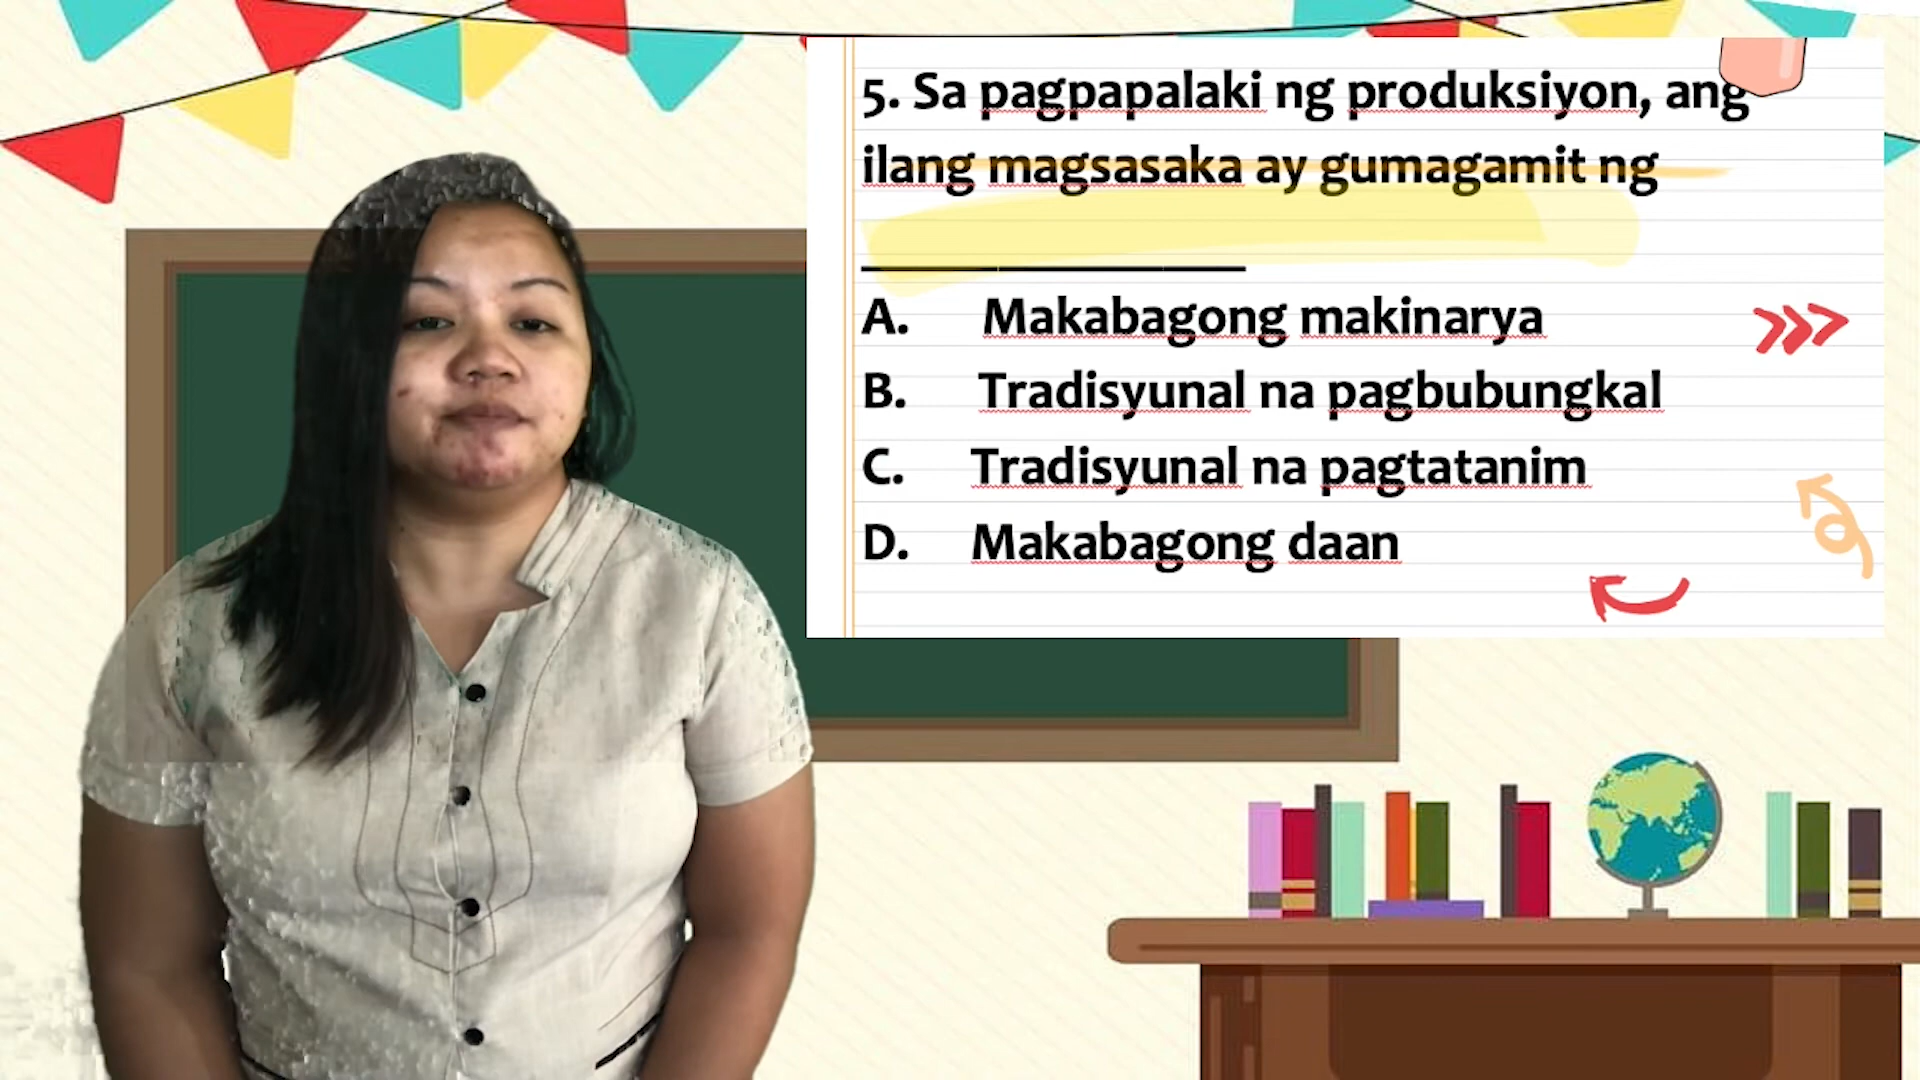 5. Sa pagpapalaki ng produksiyon, ang
ilang magsasaka ay gumagamit ng
_______________
A. Makabagong makinarya
B. Tradisyunal na pagbubungkal
C. Tradisyunal na pagtatanim
D. Makabagong daan